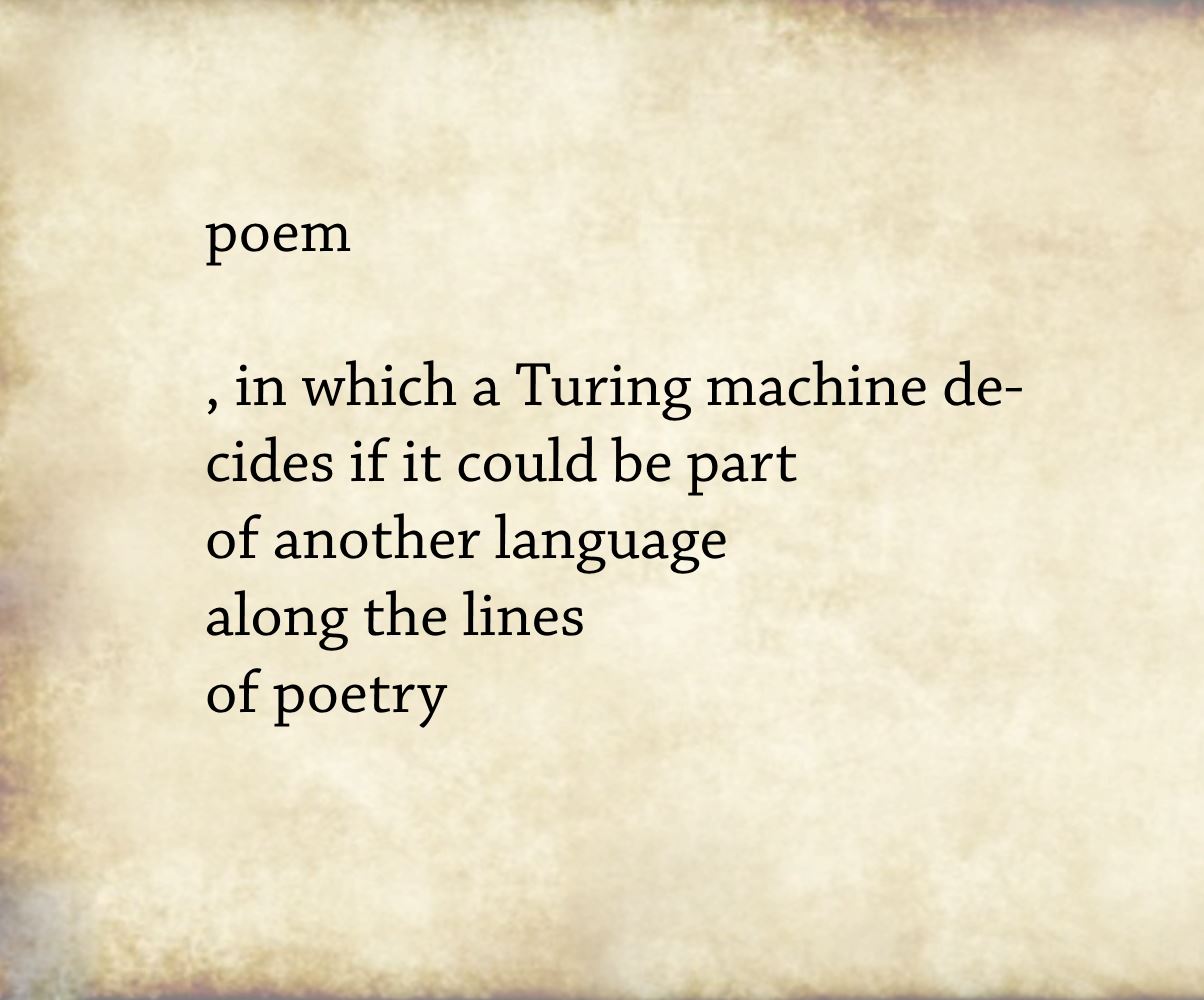 poem
, in which a Turing machine de-
cides if it could be part
of another language
along the lines
of poetry